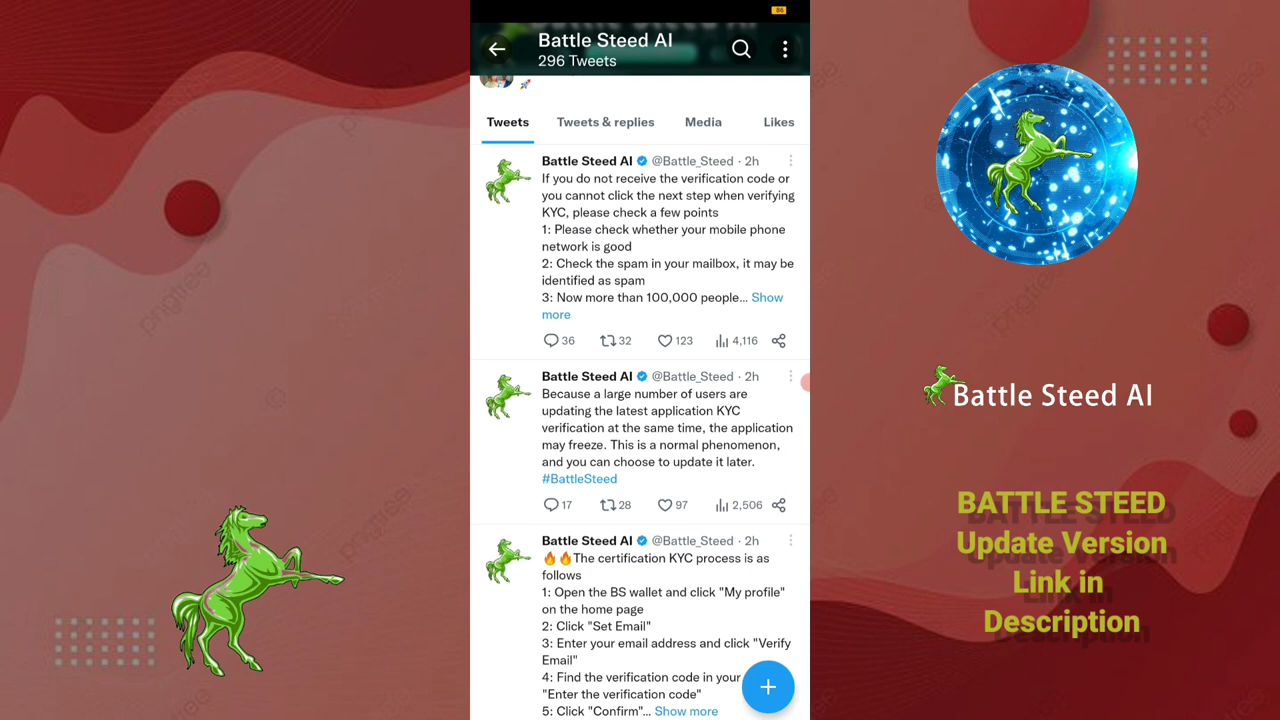 86
Battle Steed AI
296 Tweets
Tweets
Tweets & replies
Media
Likes
Battle Steed AI @Battle_Steed · 2h
If you do not receive the verification code or
you cannot click the next step when verifying
KYC, please check a few points
1: Please check whether your mobile phone
network is good
2: Check the spam in your mailbox, it may be
identified as spam
3: Now more than 100,000 people... Show
more
36 32 123 4,116
Battle Steed AI @Battle_Steed · 2h
Because a large number of users are
updating the latest application KYC
verification at the same time, the application
may freeze. This is a normal phenomenon,
and you can choose to update it later.
#BattleSteed
17 28 97 2,506
Battle Steed AI @Battle_Steed · 2h
🔥🔥The certification KYC process is as
follows
1: Open the BS wallet and click "My profile"
on the home page
2: Click "Set Email"
3: Enter your email address and click "Verify
Email"
4: Find the verification code in your
"Enter the verification code"
5: Click "Confirm"... Show more
Battle Steed AI
BATTLE STEED
Update Version
Link in
Description
pngtree
pngtree
pngtree
pngtree